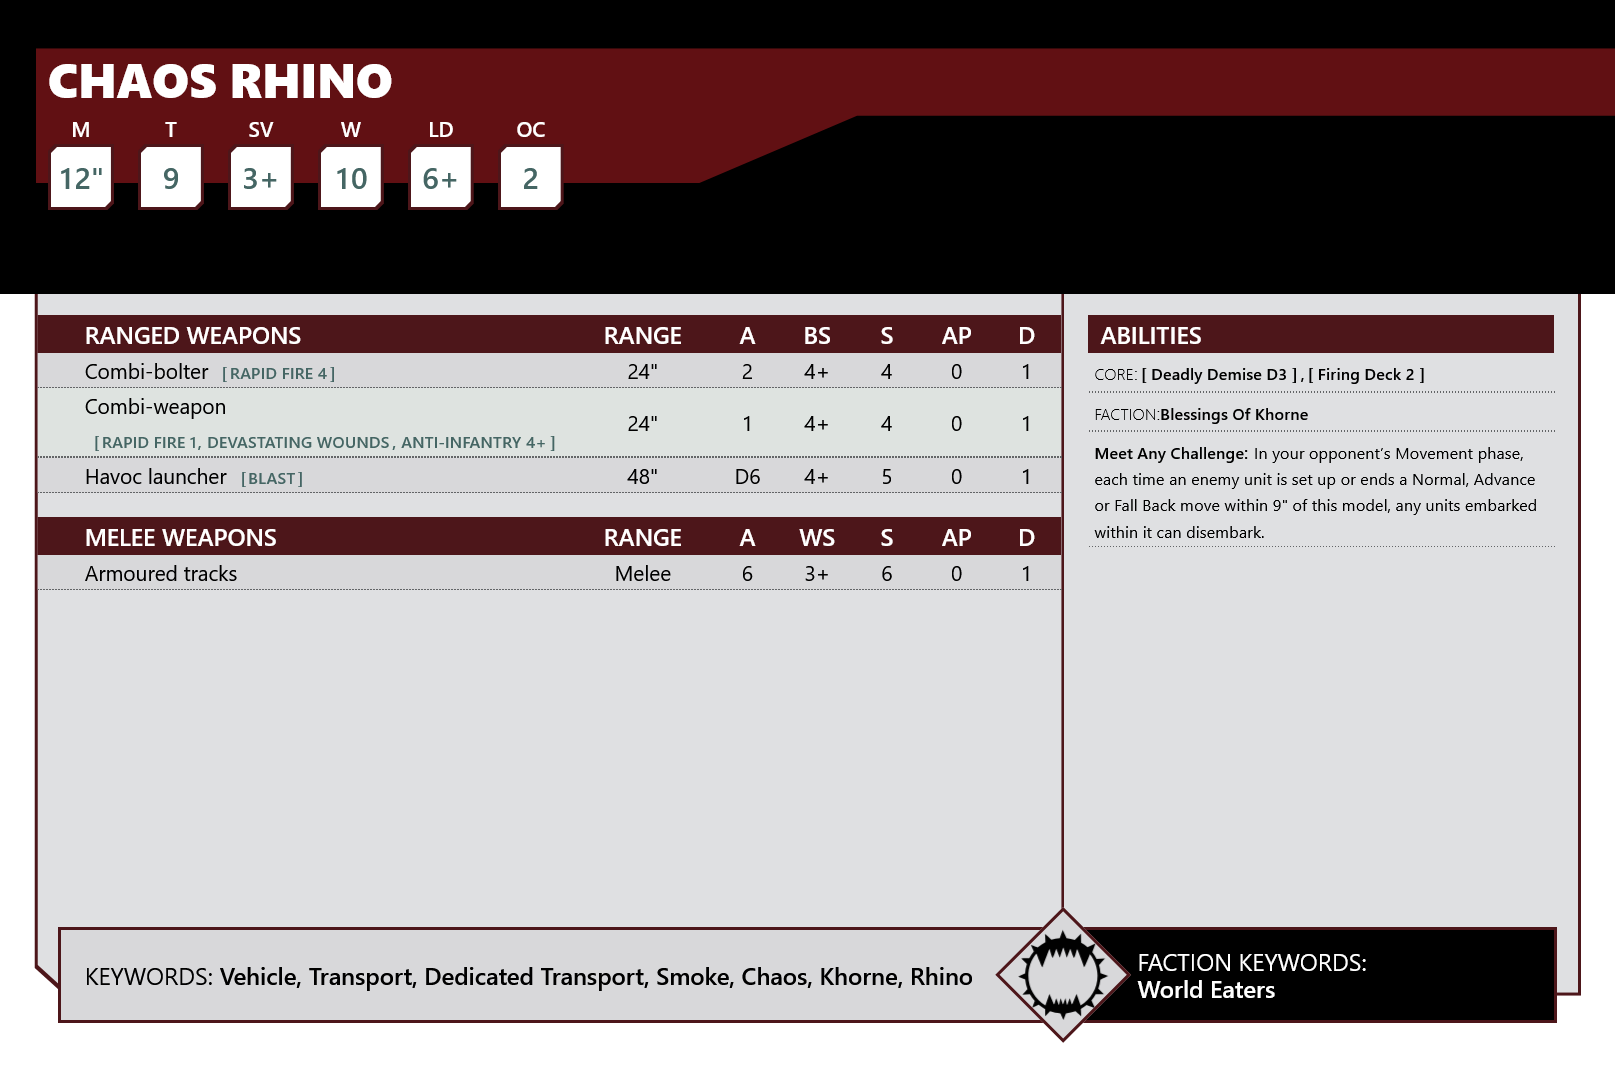 CHAOS RHINO
M T SV W LD OC
12" 9 3+ 10 6+ 2
RANGED WEAPONS RANGE A BS S AP D
Combi-bolter [RAPID FIRE 4] 24" 2 4+ 4 0 1
Combi-weapon
[RAPID FIRE 1, DEVASTATING WOUNDS, ANTI-INFANTRY 4+] 24" 1 4+ 4 0 1
Havoc launcher [BLAST] 48" D6 4+ 5 0 1
MELEE WEAPONS RANGE A WS S AP D
Armoured tracks Melee 6 3+ 6 0 1
ABILITIES
CORE: [ Deadly Demise D3 ] , [ Firing Deck 2 ]
FACTION:Blessings Of Khorne
Meet Any Challenge: In your opponent's Movement phase,
each time an enemy unit is set up or ends a Normal, Advance
or Fall Back move within 9" of this model, any units embarked
within it can disembark.
KEYWORDS: Vehicle, Transport, Dedicated Transport, Smoke, Chaos, Khorne, Rhino
FACTION KEYWORDS:
World Eaters